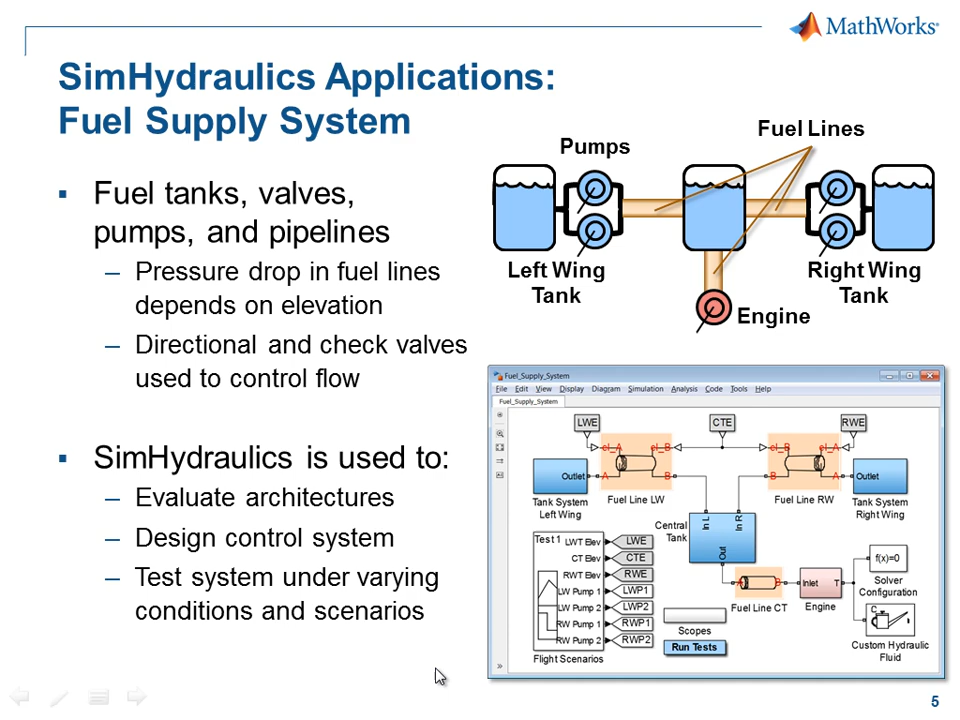 MathWorks®
SimHydraulics Applications:
Fuel Supply System
▪ Fuel tanks, valves,
pumps, and pipelines
– Pressure drop in fuel lines
depends on elevation
– Directional and check valves
used to control flow
▪ SimHydraulics is used to:
– Evaluate architectures
– Design control system
– Test system under varying
conditions and scenarios
Fuel Lines
Pumps
Left Wing
Tank
Right Wing
Tank
Engine
Fuel_Supply_System
File Edit View Display Diagram Simulation Analysis Code Tools Help
Fuel_Supply_System
LWE
CTE
RWE
el_A
el_B
el_B
el_A
Outlet
A
B
B
A
Outlet
Tank System
Left Wing
Fuel Line LW
Fuel Line RW
Tank System
Right Wing
Central
Tank
In L
In R
Out
Test 1
LWT Elev
LWE
CT Elev
CTE
RWT Elev
RWE
LW Pump 1
LWP1
LW Pump 2
LWP2
RW Pump 1
RWP1
RW Pump 2
RWP2
Flight Scenarios
A
B
Fuel Line CT
Inlet
T
Engine
f(x)=0
Solver
Configuration
C
Custom Hydraulic
Fluid
Scopes
Run Tests
»
5